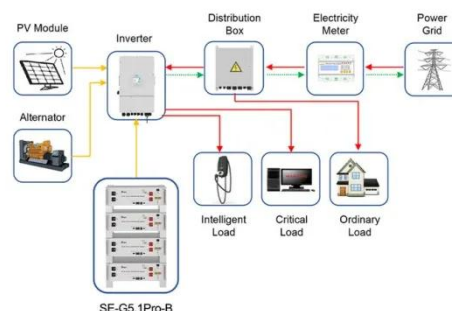 PV Module
Inverter
Distribution
Box
Electricity
Meter
Power
Grid
Alternator
Intelligent
Load
Critical
Load
Ordinary
Load
SE-G5.1Pro-B